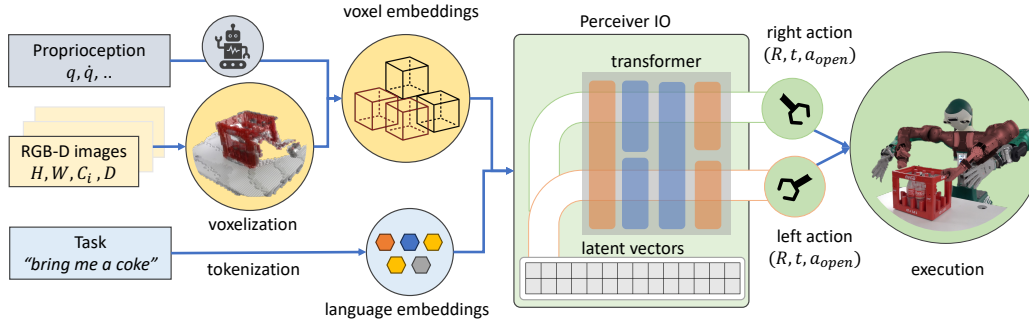 Proprioception
q, q̇, ..
RGB-D images
H, W, C_i, D
voxelization
Task
“bring me a coke”
tokenization
voxel embeddings
language embeddings
Perceiver IO
transformer
latent vectors
right action
(R, t, a_open)
left action
(R, t, a_open)
execution